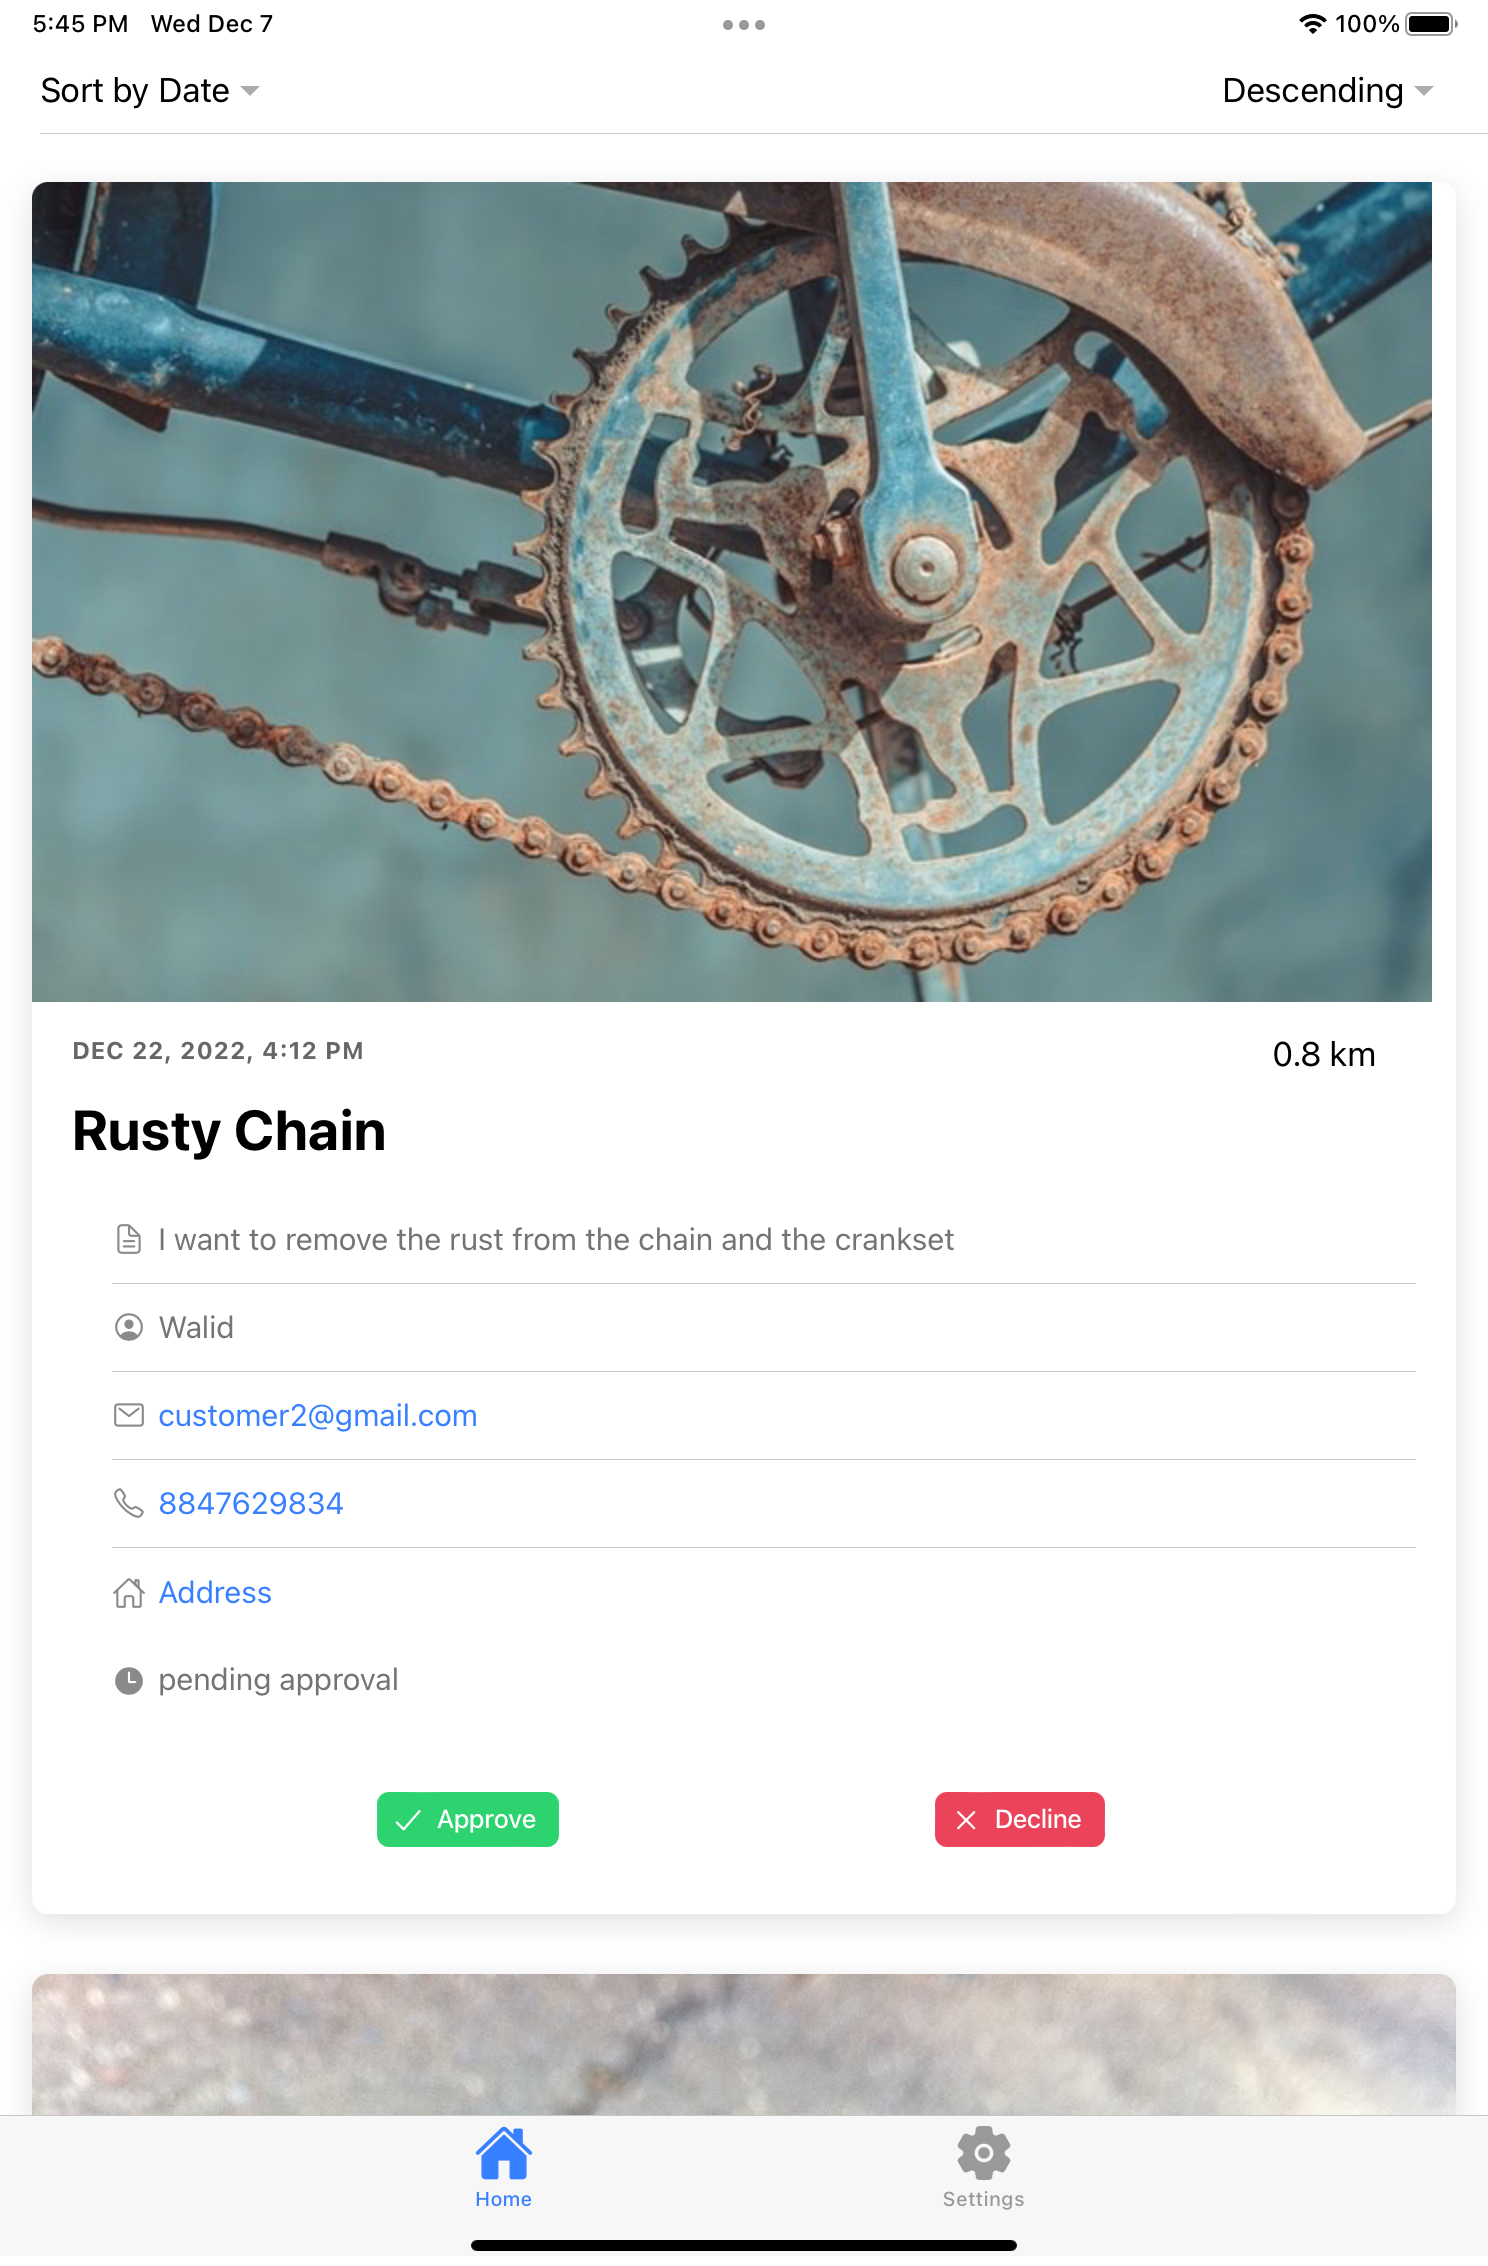 5:45 PM Wed Dec 7 100%
Sort by Date Descending
DEC 22, 2022, 4:12 PM 0.8 km
Rusty Chain
I want to remove the rust from the chain and the crankset
Walid
customer2@gmail.com
8847629834
Address
pending approval
Approve Decline
Home Settings